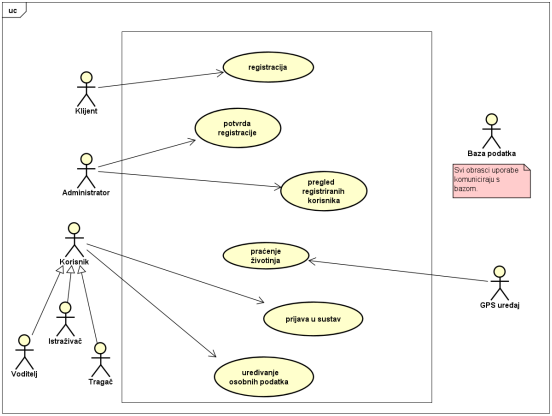 uc
registracija
Klijent
potvrda
registracije
Baza podatka
Svi obrasci uporabe
komuniciraju s
bazom.
Administrator
pregled
registriranih
korisnika
Korisnik
praćenje
životinja
GPS uređaj
prijava u sustav
Istraživač
Voditelj
Tragač
uređivanje
osobnih podatka